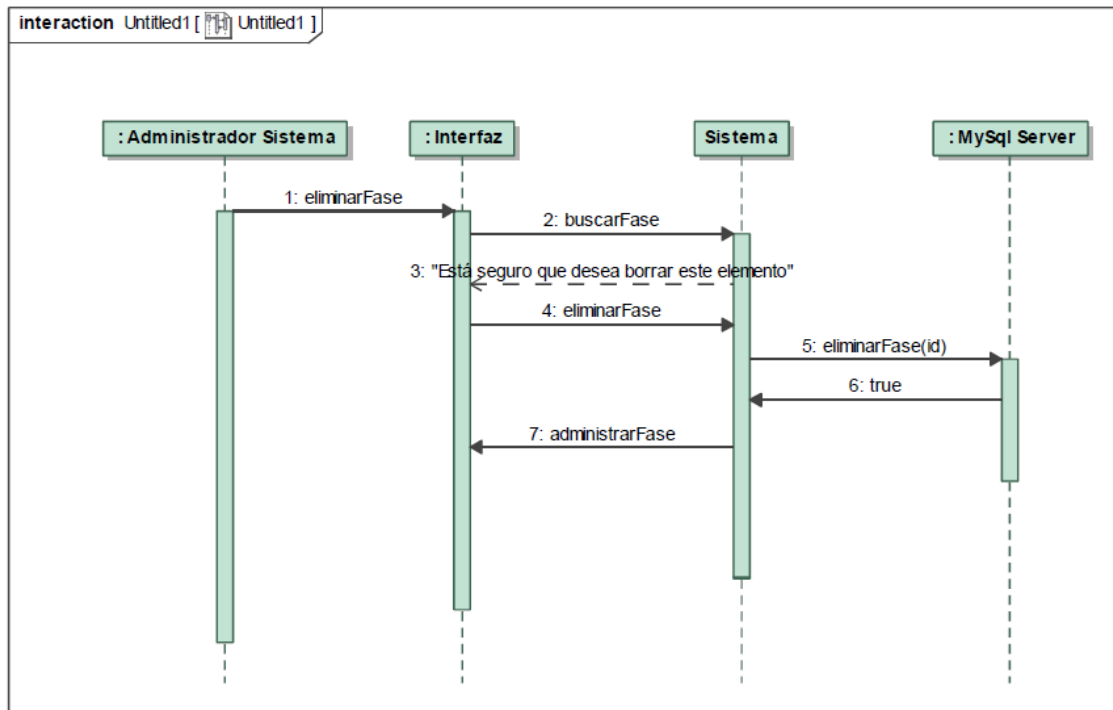 interaction Untitled1 [ Untitled1 ]
: Administrador Sistema
: Interfaz
Sistema
: MySql Server
1: eliminarFase
2: buscarFase
3: "Está seguro que desea borrar este elemento"
4: eliminarFase
5: eliminarFase(id)
6: true
7: administrarFase